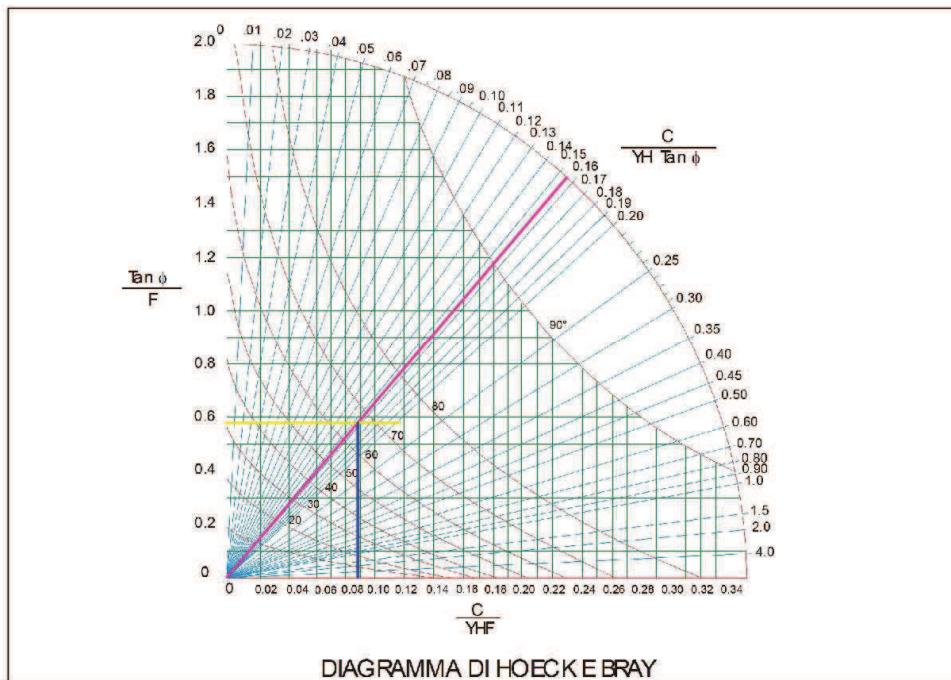 0 .01 .02 .03 .04 .05 .06 .07 .08 .09 0.10 0.11 0.12 0.13 0.14 0.15 0.16 0.17 0.18 0.19 0.20 0.25 0.30 0.35 0.40 0.45 0.50 0.60 0.70 0.80 0.90 1.0 1.5 2.0 4.0
C
YH Tan ϕ
2.0
1.8
1.6
1.4
1.2
Tan ϕ
F
1.0
0.8
0.6
0.4
0.2
0
90°
80
70
60
50
40
30
20
0 0.02 0.04 0.06 0.08 0.10 0.12 0.14 0.16 0.18 0.20 0.22 0.24 0.26 0.28 0.30 0.32 0.34
C
YHF
DIAGRAMMA DI HOECK E BRAY